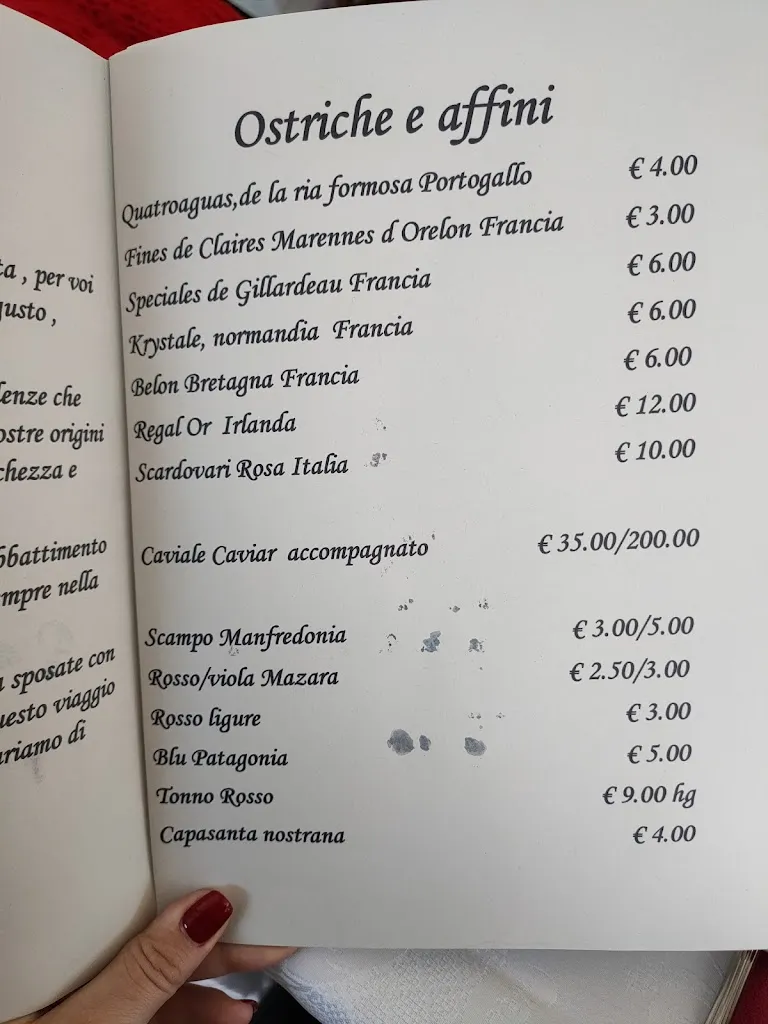 ta, per voi
gusto,
lenze che
ostre origini
chezza e
bbattimento
mpre nella
a sposate con
uesto viaggio
uriamo di
Ostriche e affini
Quatroaguas,de la ria formosa Portogallo € 4.00
Fines de Claires Marennes d Orelon Francia € 3.00
Speciales de Gillardeau Francia € 6.00
Krystale, normandia Francia € 6.00
Belon Bretagna Francia € 6.00
Regal Or Irlanda € 12.00
Scardovari Rosa Italia € 10.00
Caviale Caviar accompagnato € 35.00/200.00
Scampo Manfredonia € 3.00/5.00
Rosso/viola Mazara € 2.50/3.00
Rosso ligure € 3.00
Blu Patagonia € 5.00
Tonno Rosso € 9.00 hg
Capasanta nostrana € 4.00